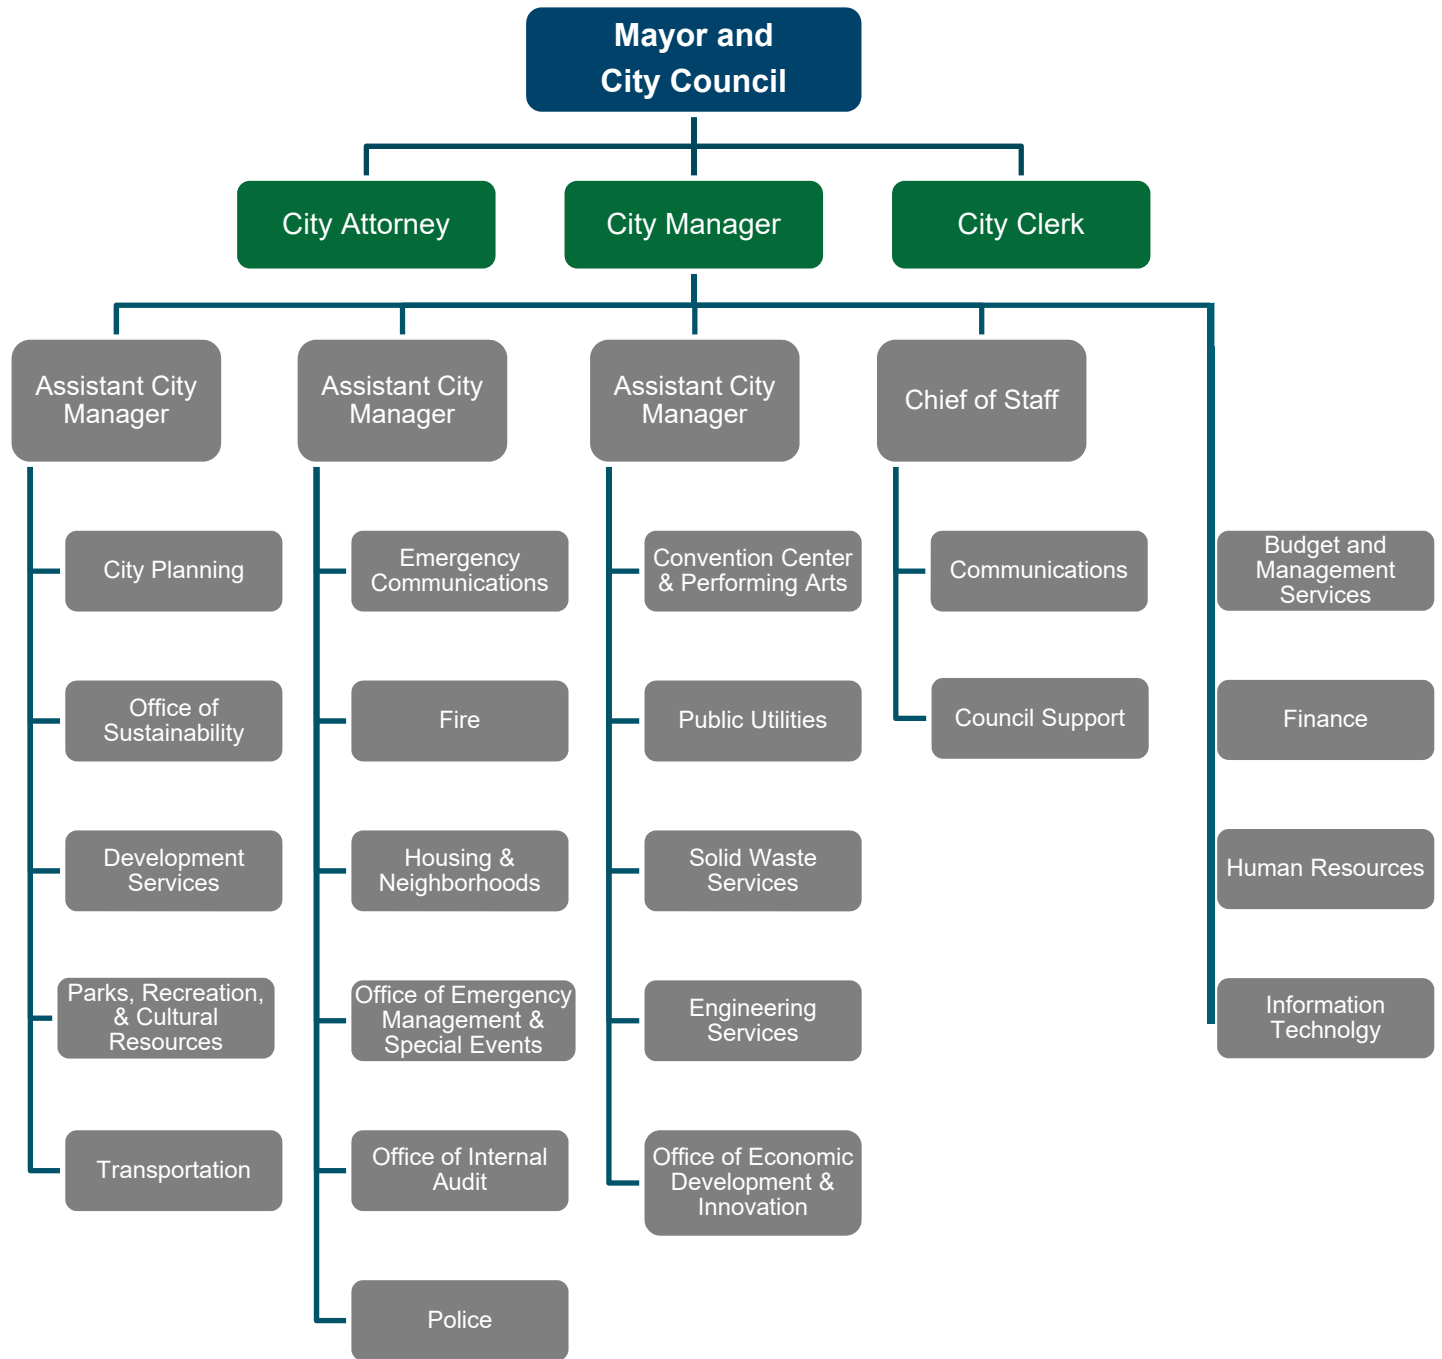 Mayor and
City Council
City Attorney
City Manager
City Clerk
Assistant City
Manager
Assistant City
Manager
Assistant City
Manager
Chief of Staff
City Planning
Office of
Sustainability
Development
Services
Parks, Recreation,
& Cultural
Resources
Transportation
Emergency
Communications
Fire
Housing &
Neighborhoods
Office of Emergency
Management &
Special Events
Office of Internal
Audit
Police
Convention Center
& Performing Arts
Public Utilities
Solid Waste
Services
Engineering
Services
Office of Economic
Development &
Innovation
Communications
Council Support
Budget and
Management
Services
Finance
Human Resources
Information
Technolgy